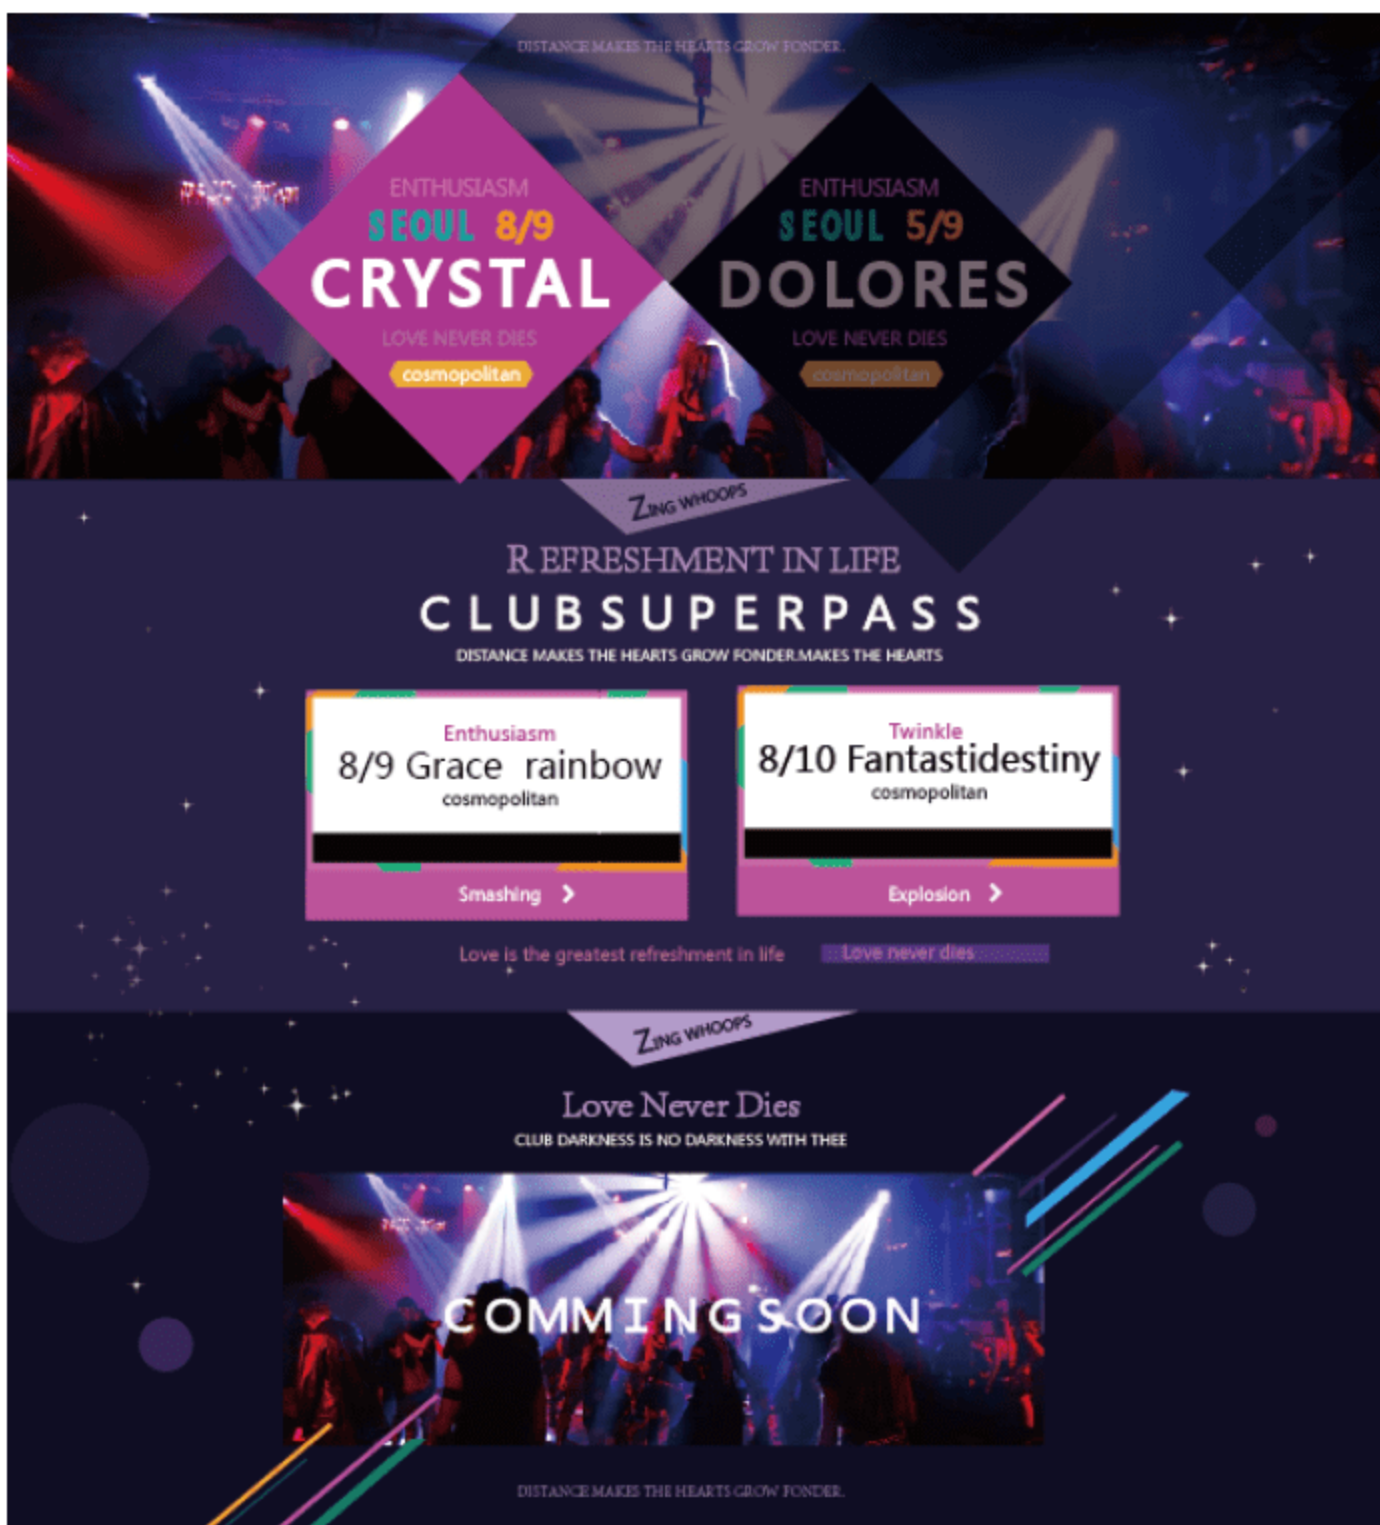 DISTANCE MAKES THE HEARTS GROW FONDER.
ENTHUSIASM
SEOUL 8/9
CRYSTAL
LOVE NEVER DIES
cosmopolitan
ENTHUSIASM
SEOUL 5/9
DOLORES
LOVE NEVER DIES
cosmopolitan
ZING WHOOPS
REFRESHMENT IN LIFE
CLUBSUPERPASS
DISTANCE MAKES THE HEARTS GROW FONDER.MAKES THE HEARTS
Enthusiasm
8/9 Grace rainbow
cosmopolitan
Smashing
Twinkle
8/10 Fantastidestiny
cosmopolitan
Explosion
Love is the greatest refreshment in life
Love never dies
ZING WHOOPS
Love Never Dies
CLUB DARKNESS IS NO DARKNESS WITH THEE
COMMINGSOON
DISTANCE MAKES THE HEARTS GROW FONDER.